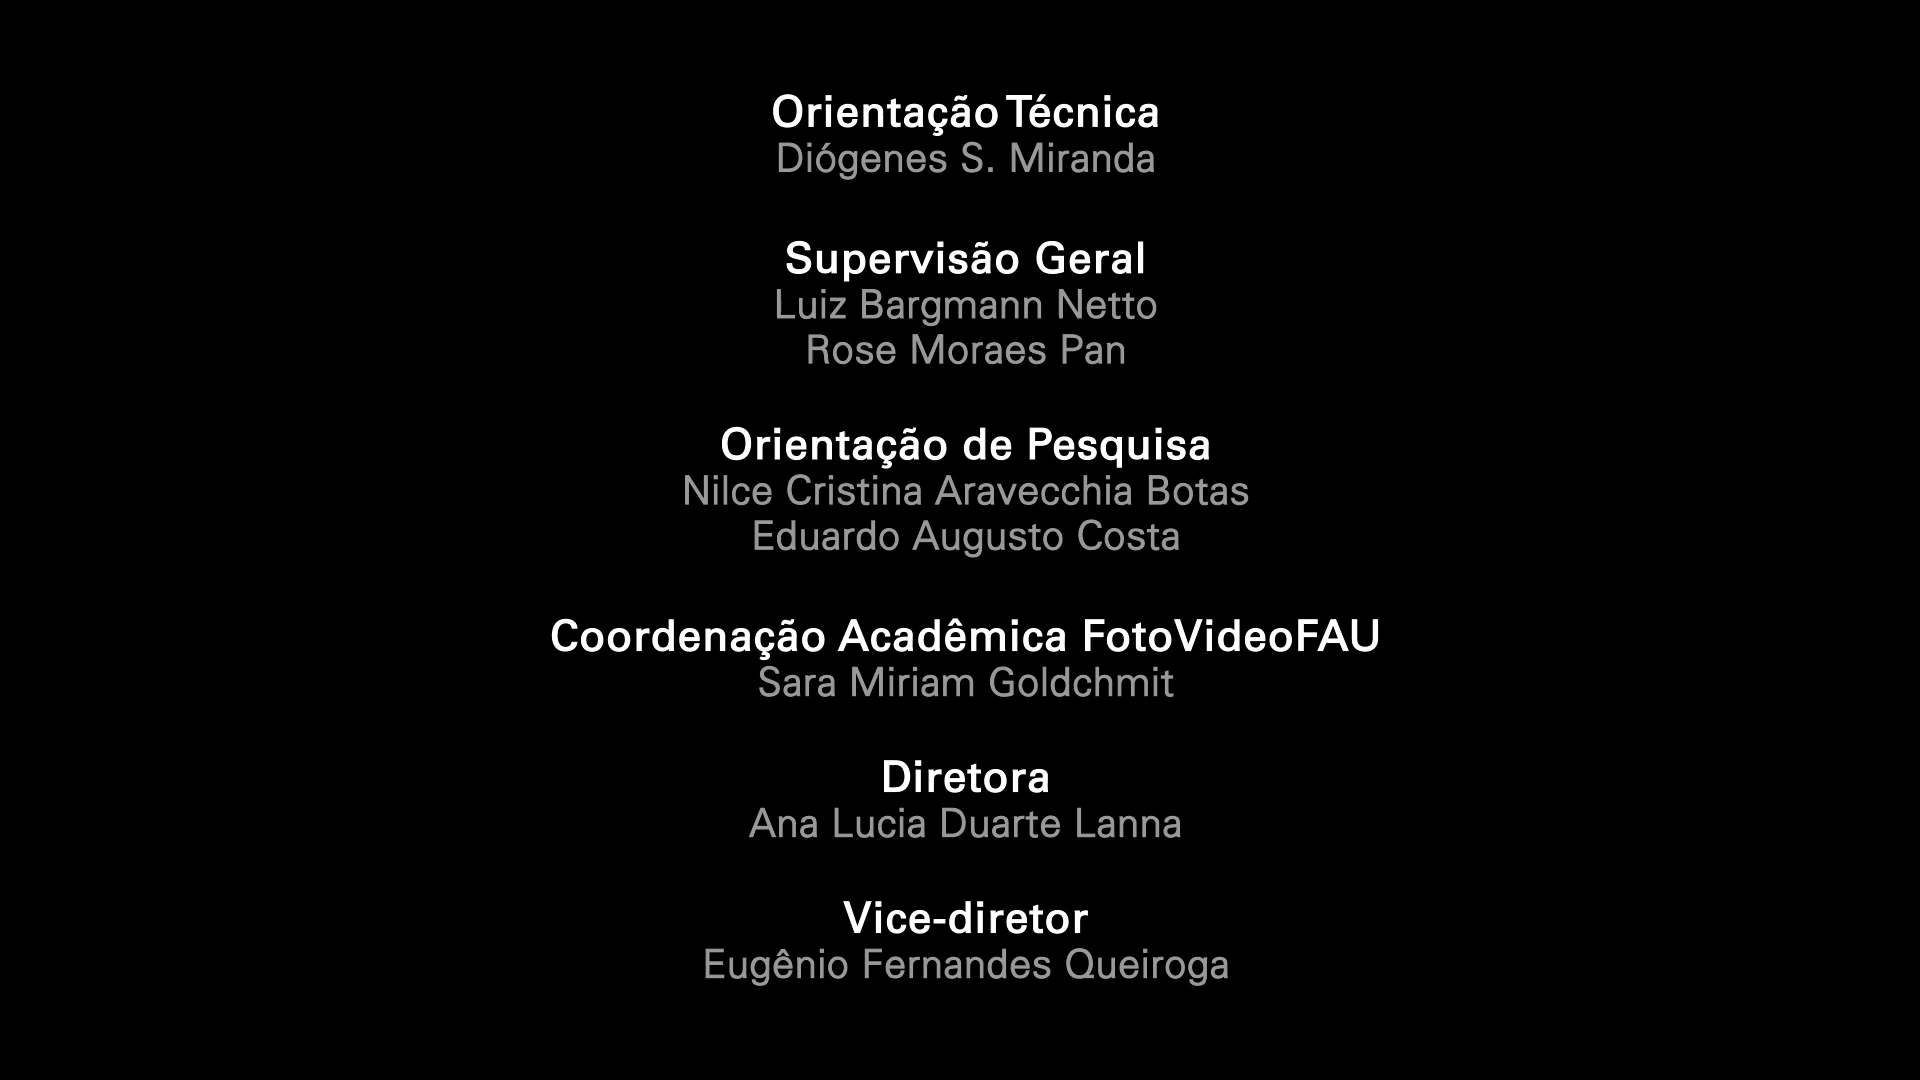 Orientação Técnica
Diógenes S. Miranda
Supervisão Geral
Luiz Bargmann Netto
Rose Moraes Pan
Orientação de Pesquisa
Nilce Cristina Aravecchia Botas
Eduardo Augusto Costa
Coordenação Acadêmica FotoVideoFAU
Sara Miriam Goldchmit
Diretora
Ana Lucia Duarte Lanna
Vice-diretor
Eugênio Fernandes Queiroga